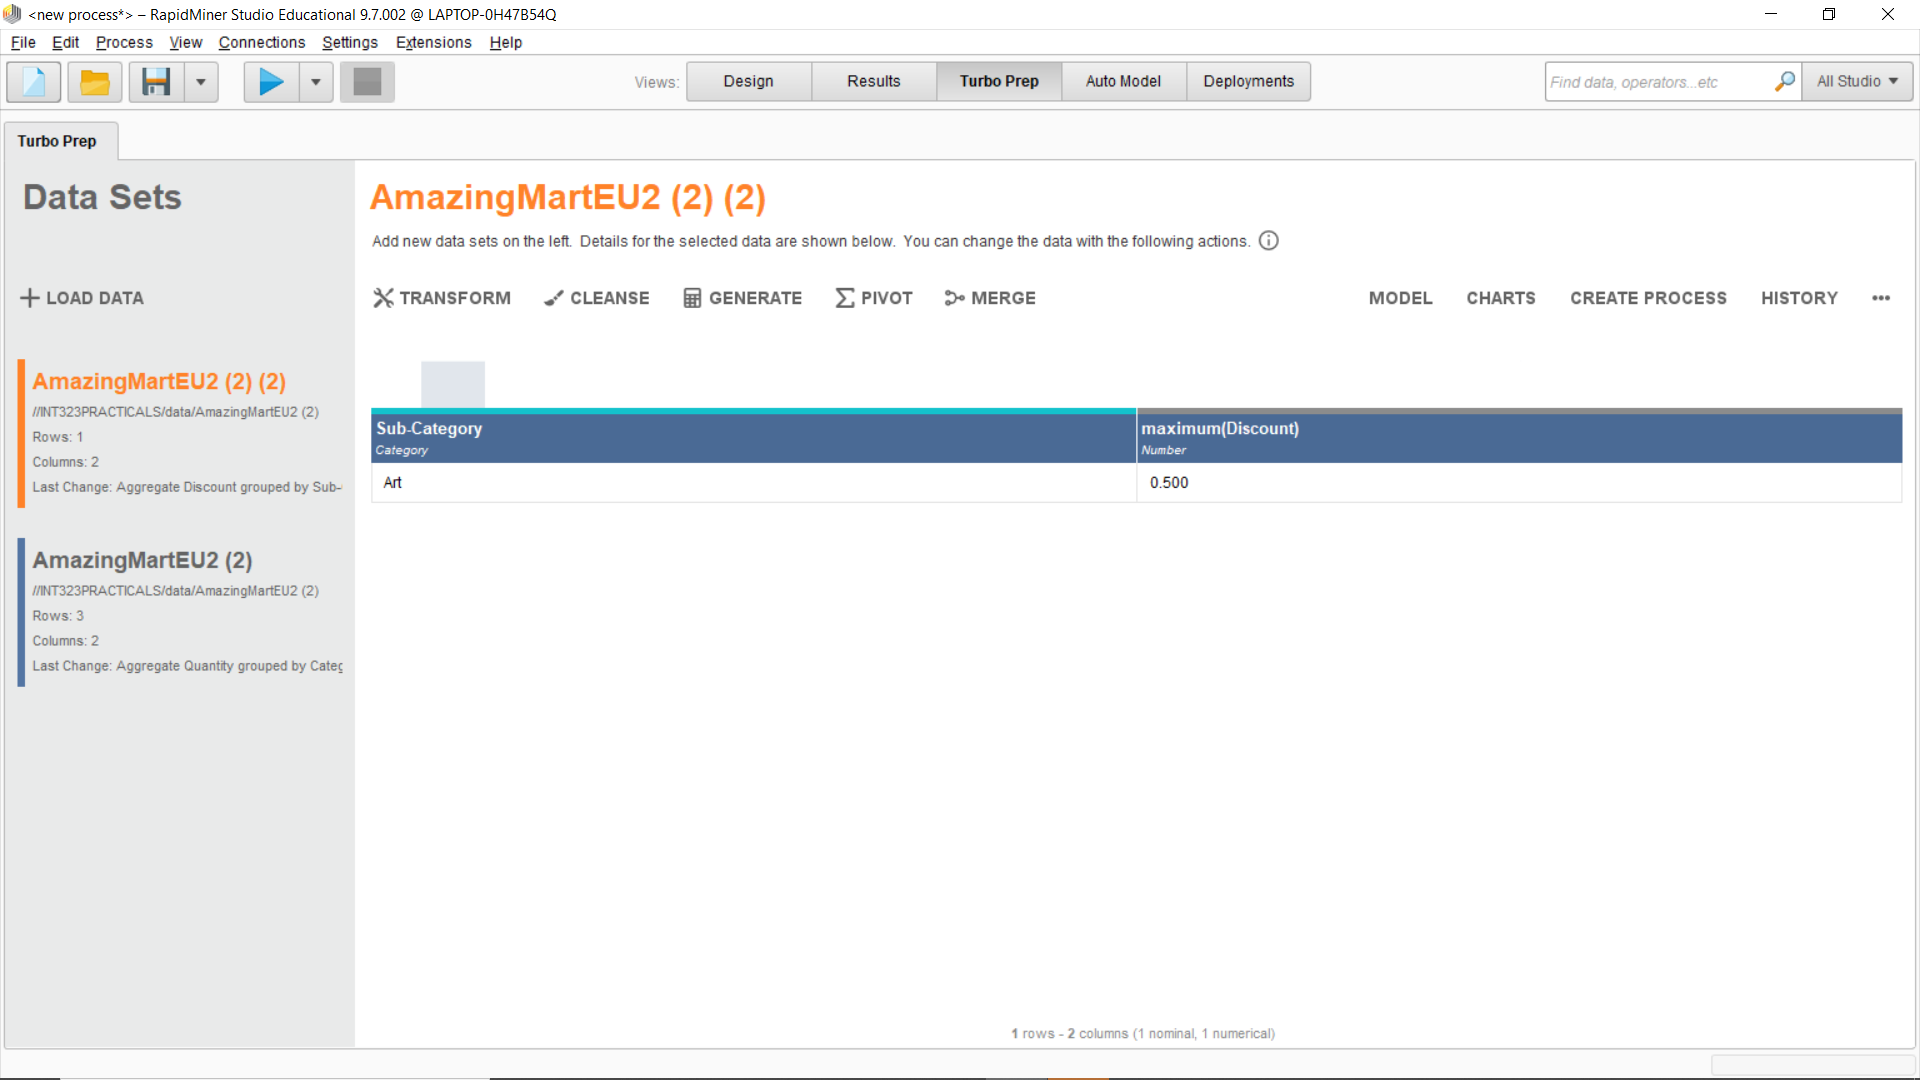 <new process*> – RapidMiner Studio Educational 9.7.002 @ LAPTOP-0H47B54Q
File Edit Process View Connections Settings Extensions Help
Views: Design Results Turbo Prep Auto Model Deployments Find data, operators...etc All Studio
Turbo Prep
Data Sets
LOAD DATA
AmazingMartEU2 (2) (2)
//INT323PRACTICALS/data/AmazingMartEU2 (2)
Rows: 1
Columns: 2
Last Change: Aggregate Discount grouped by Sub-
AmazingMartEU2 (2)
//INT323PRACTICALS/data/AmazingMartEU2 (2)
Rows: 3
Columns: 2
Last Change: Aggregate Quantity grouped by Categ
AmazingMartEU2 (2) (2)
Add new data sets on the left. Details for the selected data are shown below. You can change the data with the following actions.
TRANSFORM CLEANSE GENERATE PIVOT MERGE MODEL CHARTS CREATE PROCESS HISTORY •••
Sub-Category maximum(Discount)
Category Number
Art 0.500
1 rows - 2 columns (1 nominal, 1 numerical)